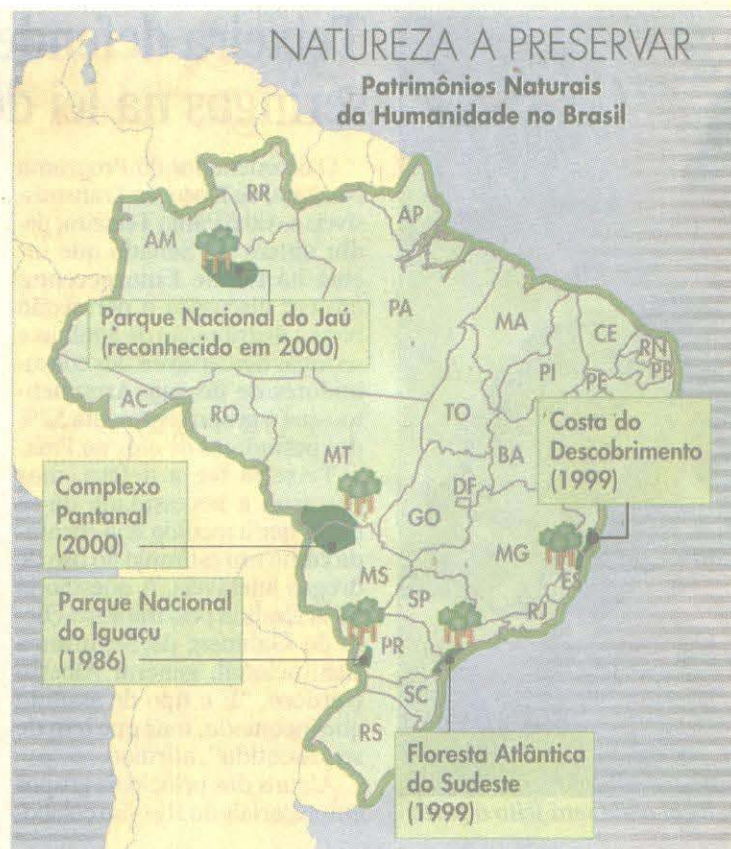 NATUREZA A PRESERVAR
Patrimônios Naturais
da Humanidade no Brasil
RR
AP
AM
PA
MA
CE
RN
PB
PI
PE
AC
RO
TO
BA
MT
DF
GO
MG
ES
MS
SP
RJ
PR
SC
RS
Parque Nacional do Jaú
(reconhecido em 2000)
Costa do
Descobrimento
(1999)
Complexo
Pantanal
(2000)
Parque Nacional
do Iguaçu
(1986)
Floresta Atlântica
do Sudeste
(1999)